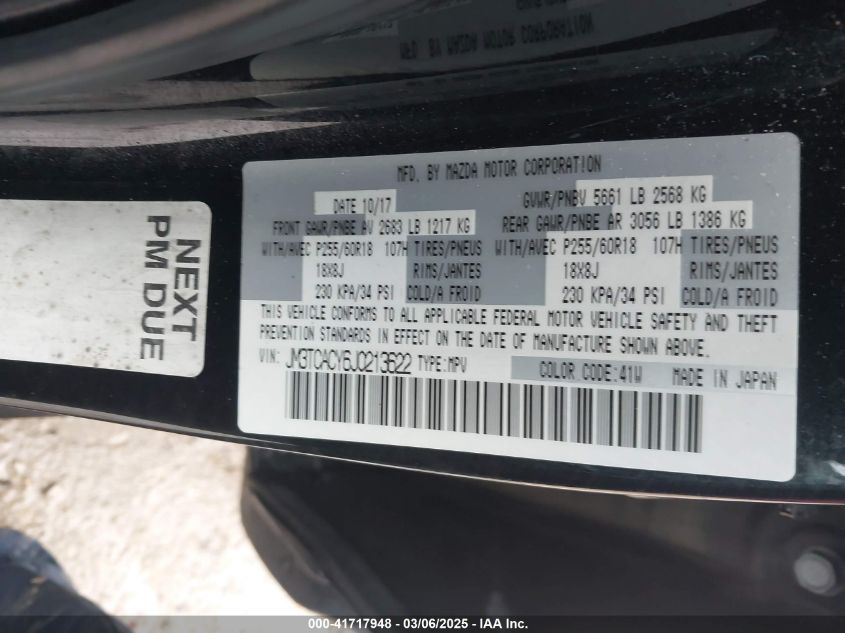 MFD. BY MAZDA MOTOR CORPORATION
DATE 10/17 GVWR/PNBV 5661 LB 2568 KG
FRONT GAWR/PNBE AV 2683 LB 1217 KG REAR GAWR/PNBE AR 3056 LB 1386 KG
WITH/AVEC P255/60R18 107H TIRES/PNEUS WITH/AVEC P255/60R18 107H TIRES/PNEUS
18X8J RIMS/JANTES 18X8J RIMS/JANTES
230 KPA/34 PSI COLD/A FROID 230 KPA/34 PSI COLD/A FROID
THIS VEHICLE CONFORMS TO ALL APPLICABLE FEDERAL MOTOR VEHICLE SAFETY AND THEFT
PREVENTION STANDARDS IN EFFECT ON THE DATE OF MANUFACTURE SHOWN ABOVE.
VIN: JM3TCACY6J0213622 TYPE:MPV COLOR CODE:41W MADE IN JAPAN
NEXT
PM DUE
000-41717948 - 03/06/2025 - IAA Inc.